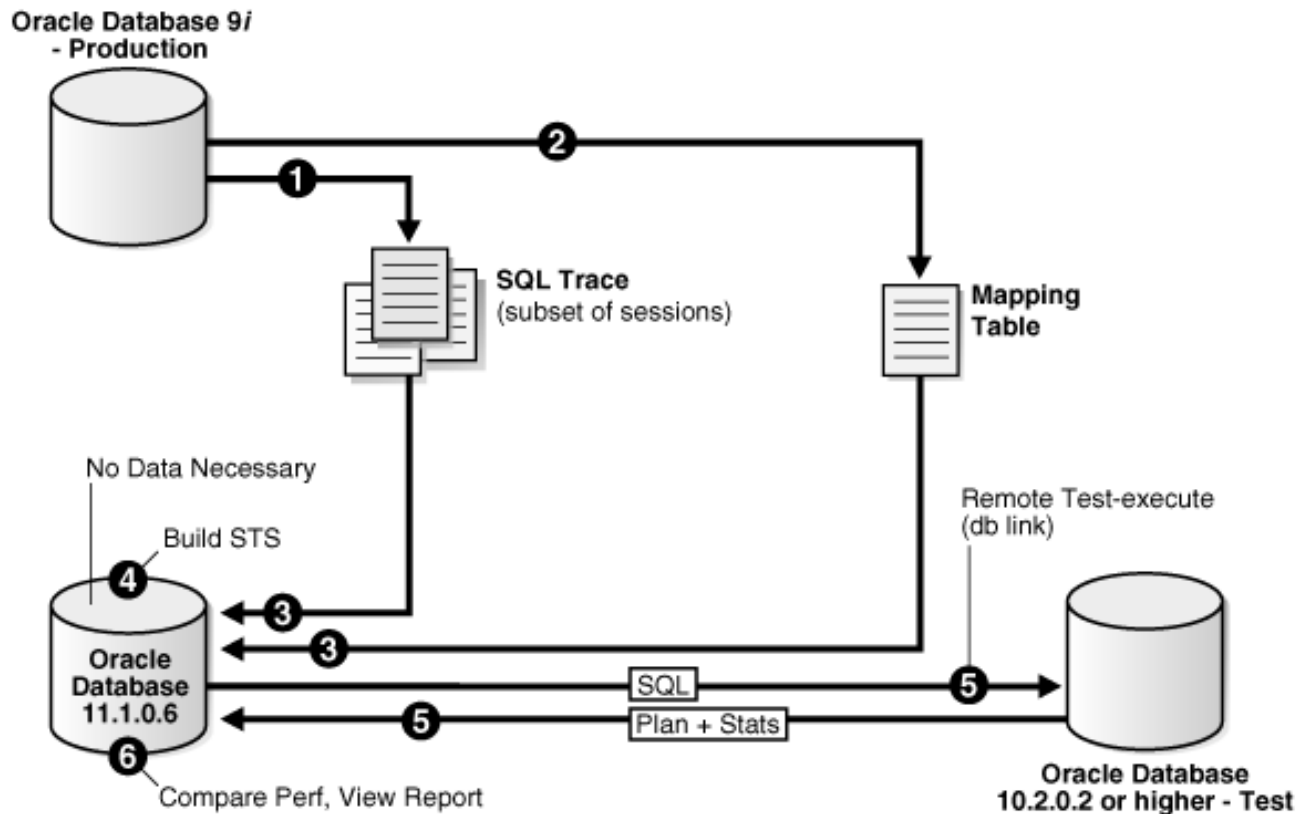 Oracle Database 9i
- Production
2
1
SQL Trace
(subset of sessions)
Mapping
Table
No Data Necessary
Build STS
4
Remote Test-execute
(db link)
3
3
Oracle
Database
11.1.0.6
SQL
5
5
Plan + Stats
6
Compare Perf, View Report
Oracle Database
10.2.0.2 or higher - Test